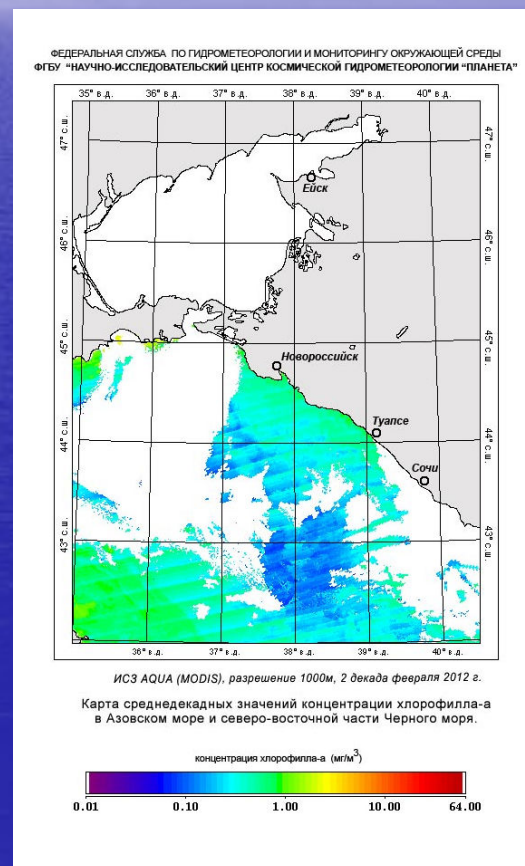 ФЕДЕРАЛЬНАЯ СЛУЖБА ПО ГИДРОМЕТЕОРОЛОГИИ И МОНИТОРИНГУ ОКРУЖАЮЩЕЙ СРЕДЫ
ФГБУ "НАУЧНО-ИССЛЕДОВАТЕЛЬСКИЙ ЦЕНТР КОСМИЧЕСКОЙ ГИДРОМЕТЕОРОЛОГИИ "ПЛАНЕТА"
35° в.д. 36° в.д. 37° в.д. 38° в.д. 39° в.д. 40° в.д.
47° с.ш. 47° с.ш.
Ейск
46° с.ш. 46° с.ш.
45° с.ш. 45° с.ш.
Новороссийск
Туапсе
44° с.ш. 44° с.ш.
Сочи
43° с.ш. 43° с.ш.
36° в.д. 37° в.д. 38° в.д. 39° в.д. 40° в.д.
ИСЗ AQUA (MODIS), разрешение 1000м, 2 декада февраля 2012 г.
Карта среднедекадных значений концентрации хлорофилла-а
в Азовском море и северо-восточной части Черного моря.
концентрация хлорофилла-а (мг/м³)
0.01 0.10 1.00 10.00 64.00